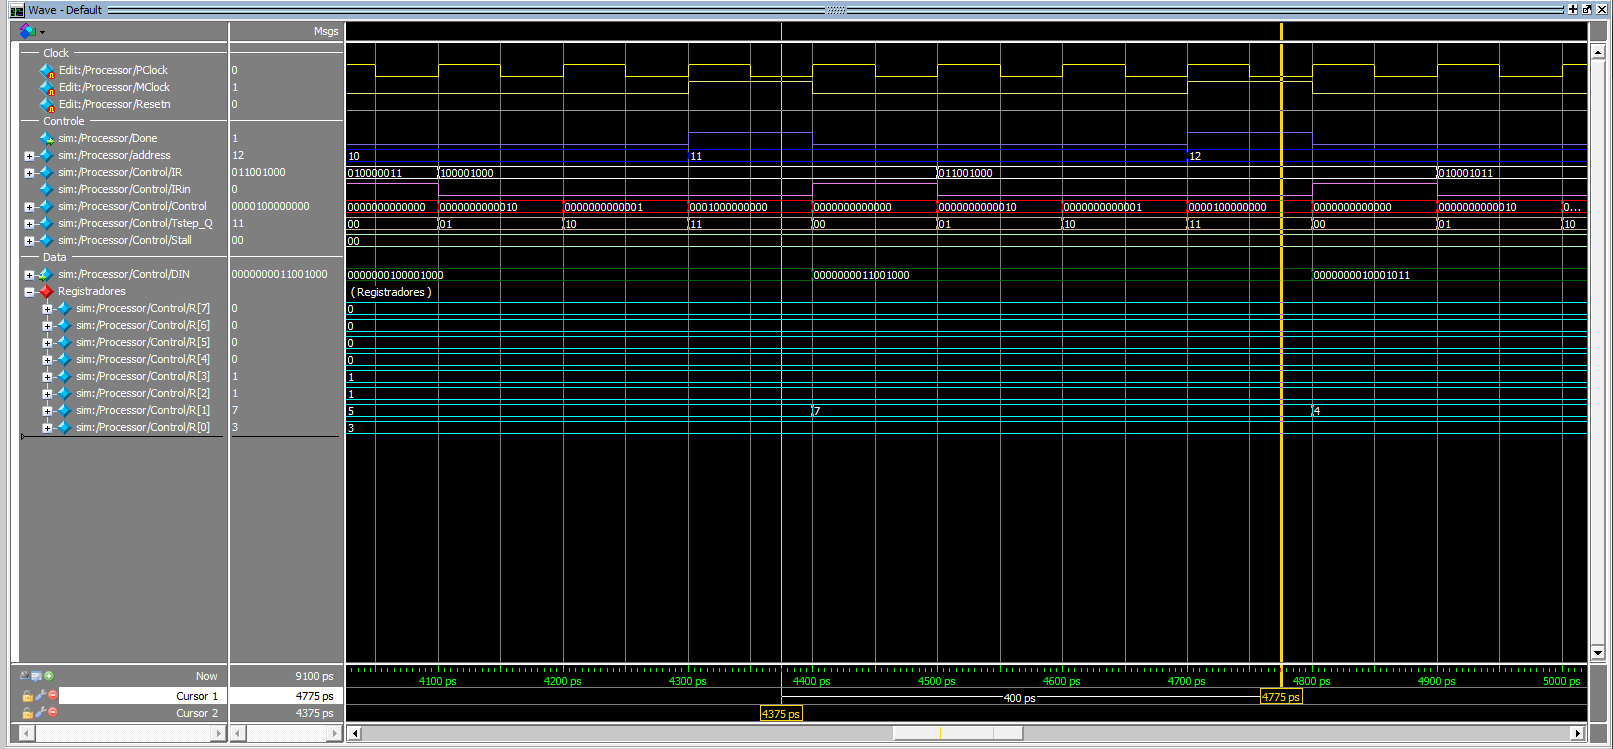 Wave - Default
Msgs
Clock
Edit:/Processor/PClock 0
Edit:/Processor/MClock 1
Edit:/Processor/Resetn 0
Controle
sim:/Processor/Done 1
sim:/Processor/address 12 10 11 12
sim:/Processor/Control/IR 011001000 010000011 100001000 011001000 010001011
sim:/Processor/Control/IRin 0
sim:/Processor/Control/Control 0000100000000 0000000000000 0000000000010 0000000000001 0001000000000 0000000000000 0000000000010 0000000000001 0000100000000 0000000000000 0000000000010 0...
sim:/Processor/Control/Tstep_Q 11 00 01 10 11 00 01 10 11 00 01 10
sim:/Processor/Control/Stall 00 00
Data
sim:/Processor/Control/DIN 0000000011001000 0000000100001000 0000000011001000 0000000010001011
Registradores (Registradores)
sim:/Processor/Control/R[7] 0 0
sim:/Processor/Control/R[6] 0 0
sim:/Processor/Control/R[5] 0 0
sim:/Processor/Control/R[4] 0 0
sim:/Processor/Control/R[3] 1 1
sim:/Processor/Control/R[2] 1 1
sim:/Processor/Control/R[1] 7 5 7 4
sim:/Processor/Control/R[0] 3 3
Now 9100 ps 4100 ps 4200 ps 4300 ps 4400 ps 4500 ps 4600 ps 4700 ps 4800 ps 4900 ps 5000 ps
Cursor 1 4775 ps 400 ps 4775 ps
Cursor 2 4375 ps 4375 ps